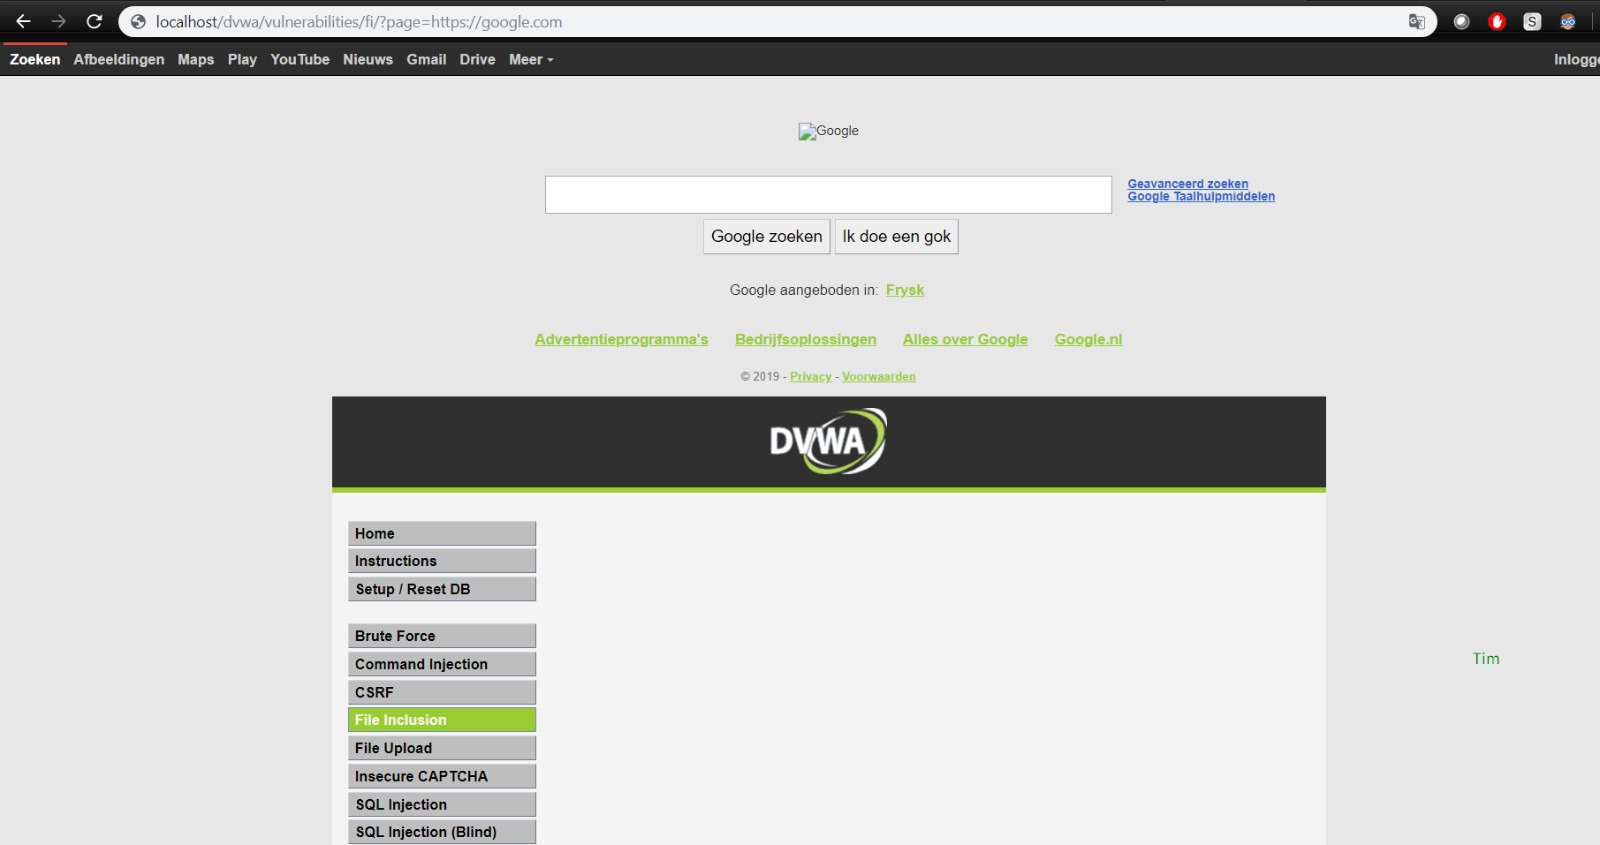 localhost/dvwa/vulnerabilities/fi/?page=https://google.com
S
Zoeken Afbeeldingen Maps Play YouTube Nieuws Gmail Drive Meer
Inlogge
Google
Geavanceerd zoeken
Google Taalhulpmiddelen
Google zoeken Ik doe een gok
Google aangeboden in: Frysk
Advertentieprogramma's Bedrijfsoplossingen Alles over Google Google.nl
© 2019 - Privacy - Voorwaarden
DVWA
Home
Instructions
Setup / Reset DB
Brute Force
Command Injection
Tim
CSRF
File Inclusion
File Upload
Insecure CAPTCHA
SQL Injection
SQL Injection (Blind)